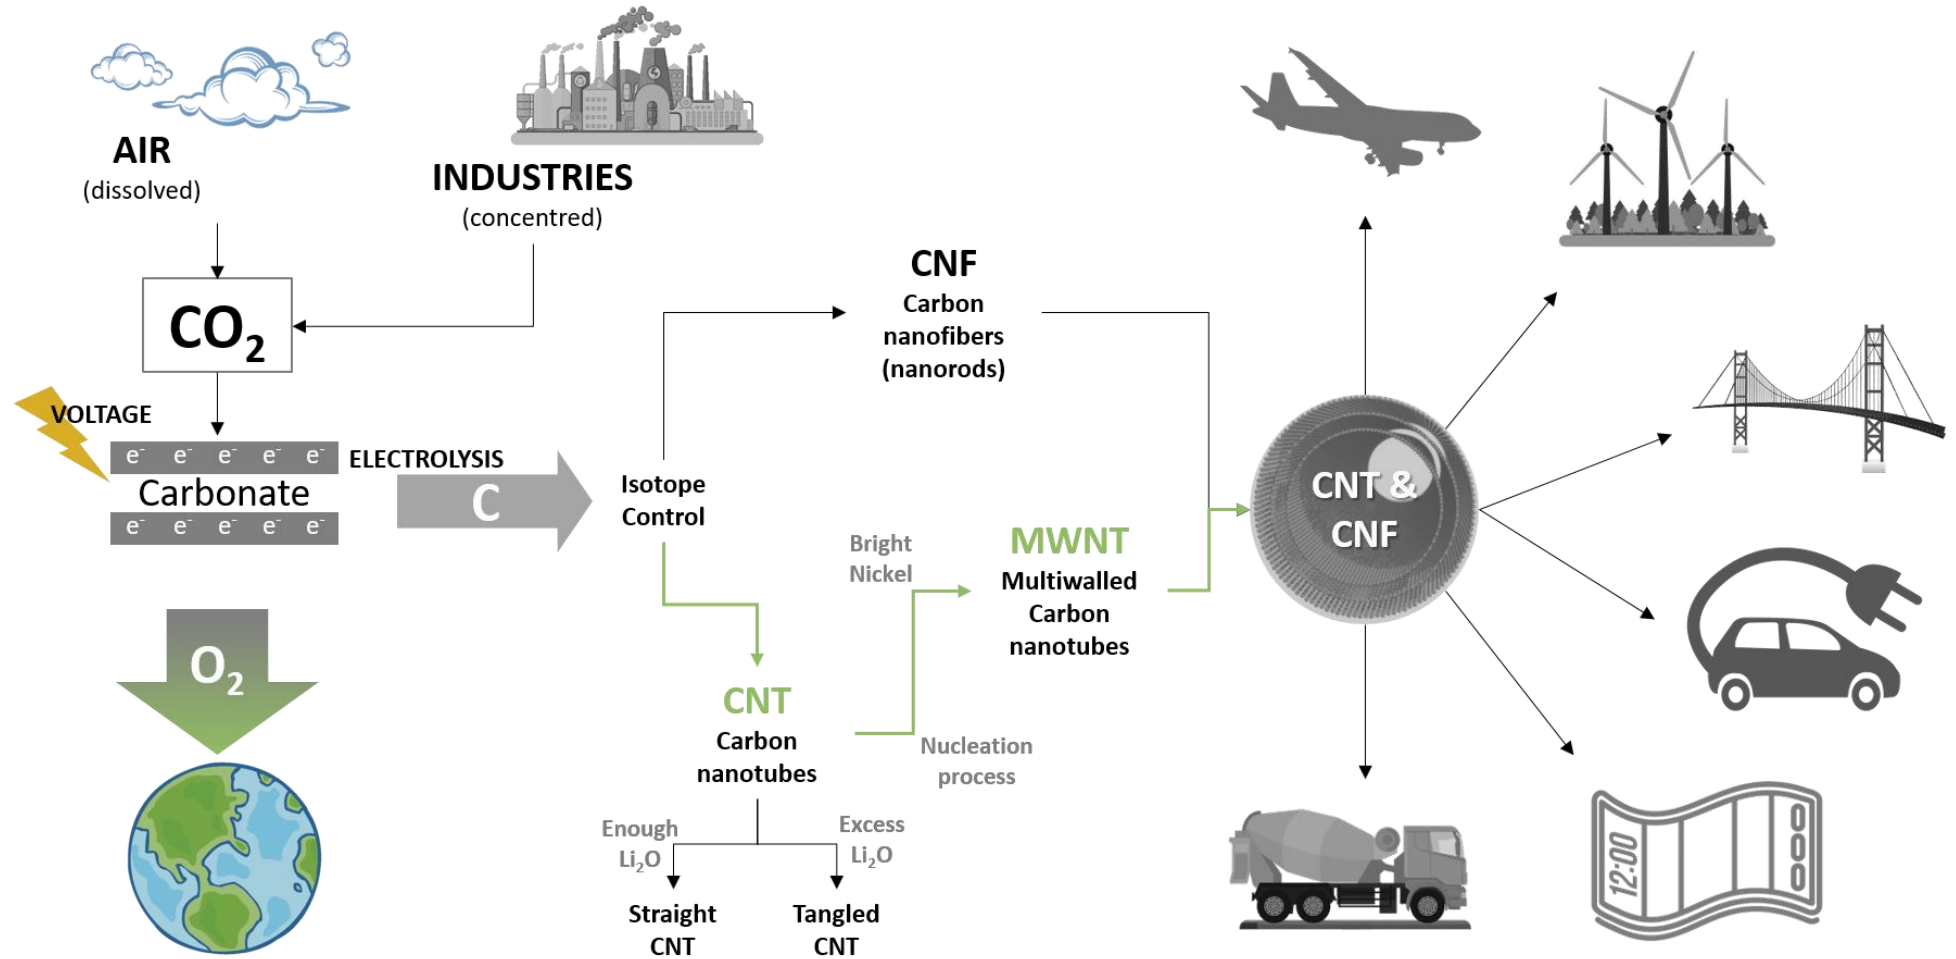 AIR
(dissolved)
INDUSTRIES
(concentred)
CO₂
VOLTAGE
e⁻ e⁻ e⁻ e⁻ e⁻
Carbonate
e⁻ e⁻ e⁻ e⁻ e⁻
ELECTROLYSIS
C
O₂
Isotope
Control
CNF
Carbon
nanofibers
(nanorods)
CNT
Carbon
nanotubes
Enough
Li₂O
Excess
Li₂O
Straight
CNT
Tangled
CNT
Bright
Nickel
Nucleation
process
MWNT
Multiwalled
Carbon
nanotubes
CNT &
CNF
12:00